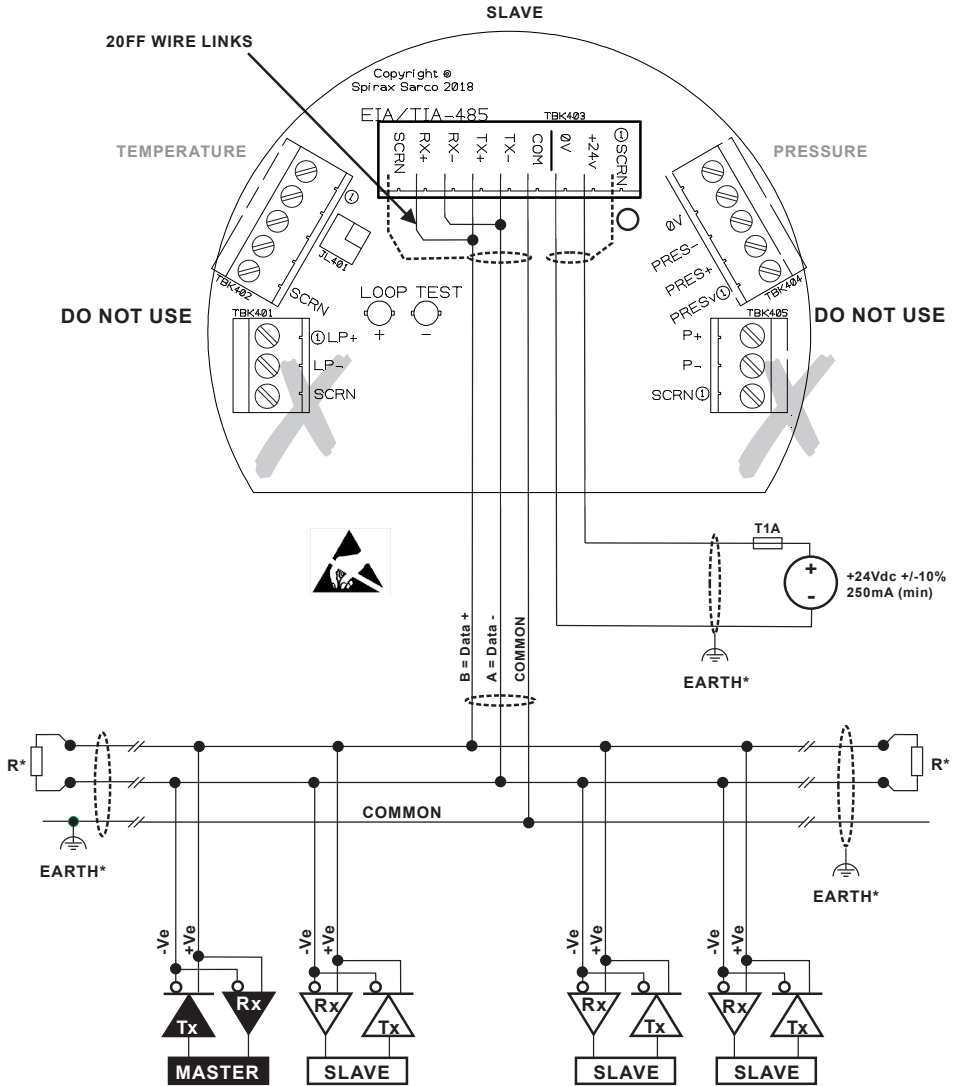 SLAVE
20FF WIRE LINKS
Copyright ©
Spirax Sarco 2018
EIA/TIA-485
TBK403
SCRN
RX+
RX-
TX+
TX-
COM
0V
+24v
①SCRN
TEMPERATURE
PRESSURE
①
JL401
TBK402
SCRN
0V
PRES-
PRES+
PRESv①
TBK404
LOOP TEST
+
-
DO NOT USE
DO NOT USE
TBK401
①LP+
LP-
SCRN
TBK405
P+
P-
SCRN①
T1A
+
-
+24Vdc +/-10%
250mA (min)
EARTH*
B = Data +
A = Data -
COMMON
R*
R*
COMMON
EARTH*
EARTH*
-Ve
+Ve
-Ve
+Ve
-Ve
+Ve
-Ve
+Ve
Tx
Rx
Rx
Tx
Rx
Tx
Rx
Tx
MASTER
SLAVE
SLAVE
SLAVE